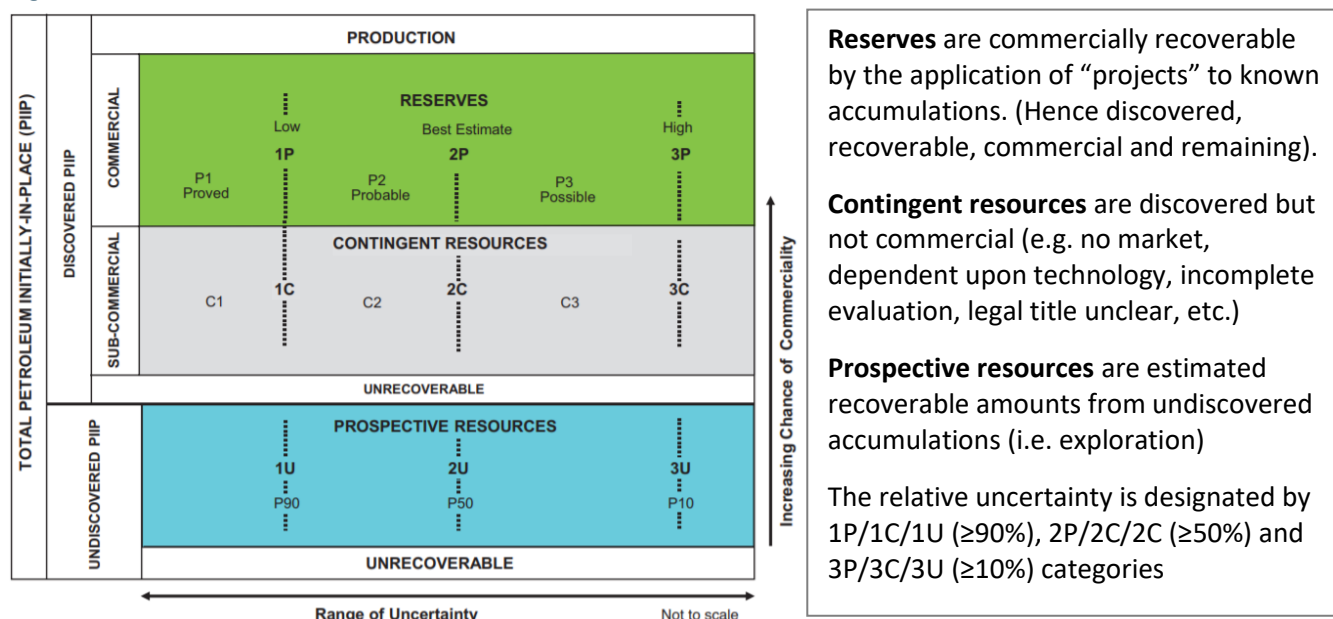 TOTAL PETROLEUM INITIALLY-IN-PLACE (PIIP)
DISCOVERED PIIP
UNDISCOVERED PIIP
COMMERCIAL
SUB-COMMERCIAL
PRODUCTION
RESERVES
Low
Best Estimate
High
1P
2P
3P
P1
Proved
P2
Probable
P3
Possible
CONTINGENT RESOURCES
1C
2C
3C
C1
C2
C3
UNRECOVERABLE
PROSPECTIVE RESOURCES
1U
2U
3U
P90
P50
P10
UNRECOVERABLE
Range of Uncertainty
Not to scale
Increasing Chance of Commerciality
Reserves are commercially recoverable
by the application of “projects” to known
accumulations. (Hence discovered,
recoverable, commercial and remaining).
Contingent resources are discovered but
not commercial (e.g. no market,
dependent upon technology, incomplete
evaluation, legal title unclear, etc.)
Prospective resources are estimated
recoverable amounts from undiscovered
accumulations (i.e. exploration)
The relative uncertainty is designated by
1P/1C/1U (≥90%), 2P/2C/2C (≥50%) and
3P/3C/3U (≥10%) categories